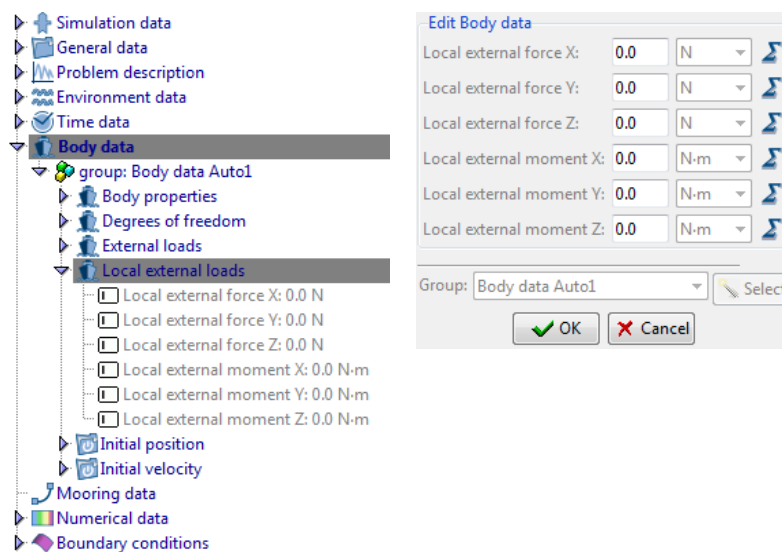 Simulation data
General data
Problem description
Environment data
Time data
Body data
group: Body data Auto1
Body properties
Degrees of freedom
External loads
Local external loads
Local external force X: 0.0 N
Local external force Y: 0.0 N
Local external force Z: 0.0 N
Local external moment X: 0.0 N·m
Local external moment Y: 0.0 N·m
Local external moment Z: 0.0 N·m
Initial position
Initial velocity
Mooring data
Numerical data
Boundary conditions
Edit Body data
Local external force X: 0.0 N Σ
Local external force Y: 0.0 N Σ
Local external force Z: 0.0 N Σ
Local external moment X: 0.0 N·m Σ
Local external moment Y: 0.0 N·m Σ
Local external moment Z: 0.0 N·m Σ
Group: Body data Auto1 Select
OK Cancel